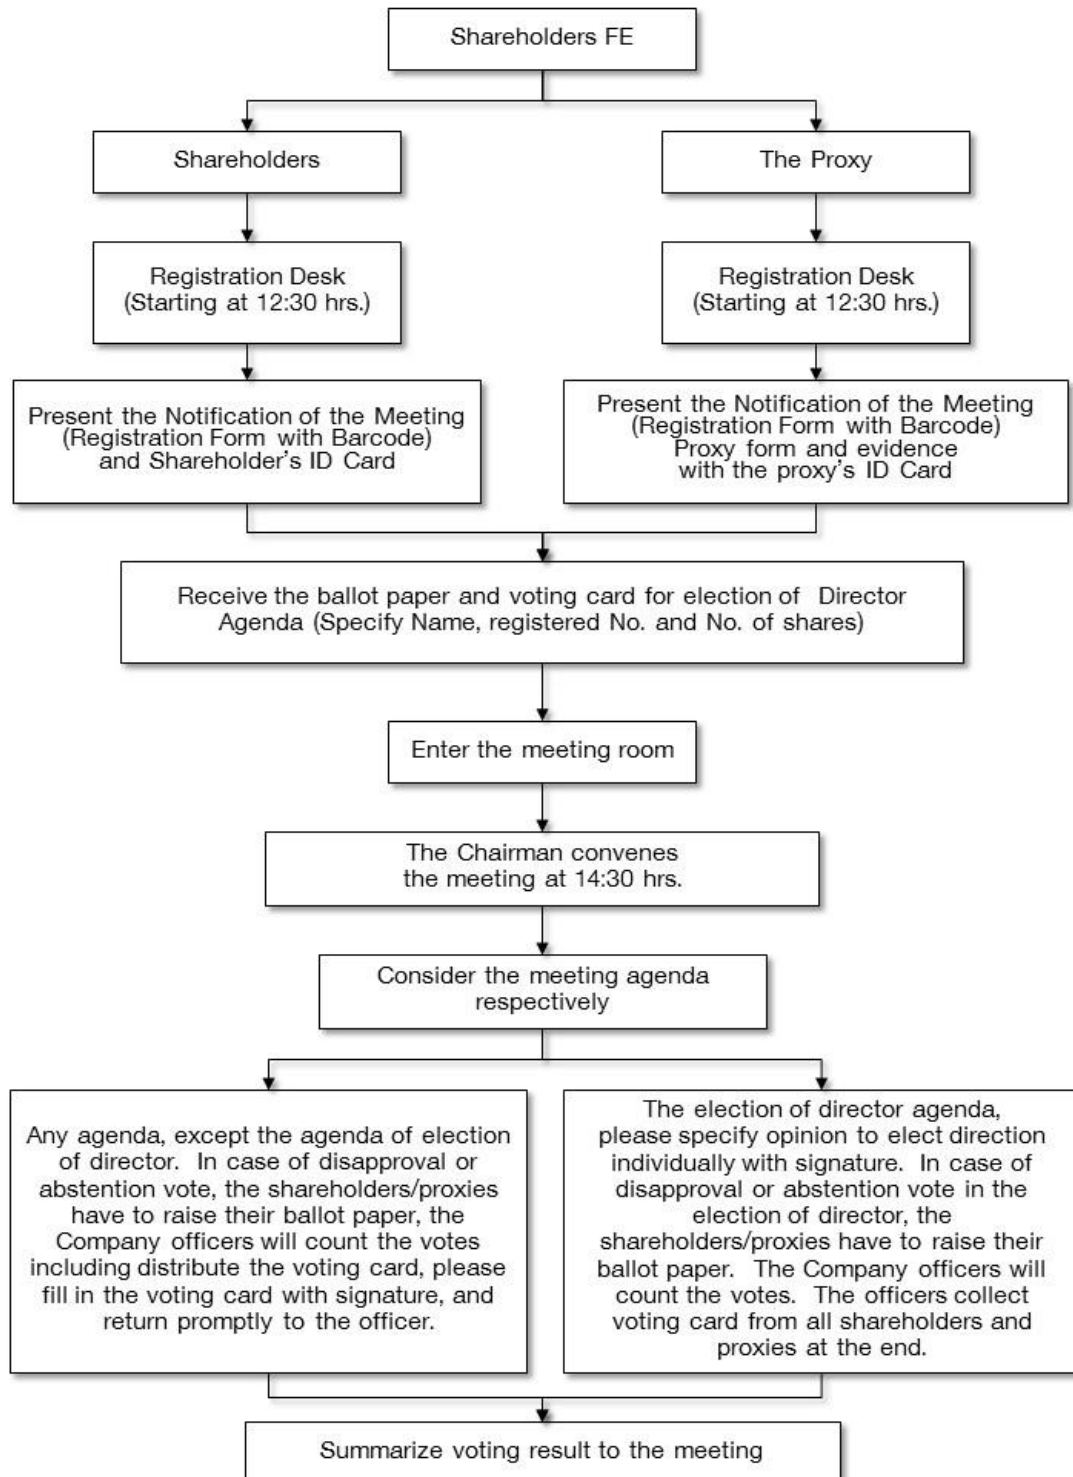 Shareholders FE
Shareholders
The Proxy
Registration Desk
(Starting at 12:30 hrs.)
Registration Desk
(Starting at 12:30 hrs.)
Present the Notification of the Meeting
(Registration Form with Barcode)
and Shareholder's ID Card
Present the Notification of the Meeting
(Registration Form with Barcode)
Proxy form and evidence
with the proxy's ID Card
Receive the ballot paper and voting card for election of Director
Agenda (Specify Name, registered No. and No. of shares)
Enter the meeting room
The Chairman convenes
the meeting at 14:30 hrs.
Consider the meeting agenda
respectively
Any agenda, except the agenda of election
of director. In case of disapproval or
abstention vote, the shareholders/proxies
have to raise their ballot paper, the
Company officers will count the votes
including distribute the voting card, please
fill in the voting card with signature, and
return promptly to the officer.
The election of director agenda,
please specify opinion to elect direction
individually with signature. In case of
disapproval or abstention vote in the
election of director, the
shareholders/proxies have to raise their
ballot paper. The Company officers will
count the votes. The officers collect
voting card from all shareholders and
proxies at the end.
Summarize voting result to the meeting